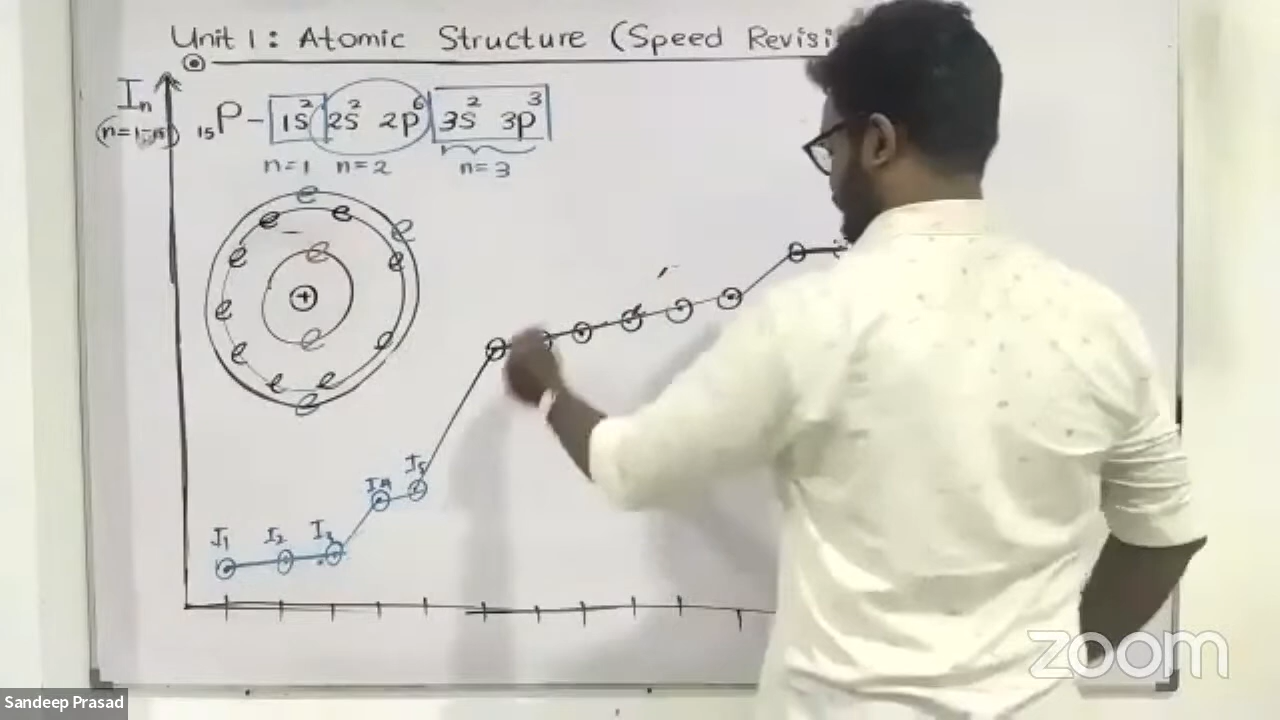 Unit 1 : Atomic Structure (Speed Revisi
In
(n=1-15)
15P - 1s² 2s² 2p⁶ 3s² 3p³
n=1 n=2 n=3
e
e e e
e e e
+
e
e e e
e e
e
I5
I4
I1 I2 I3
zoom
Sandeep Prasad